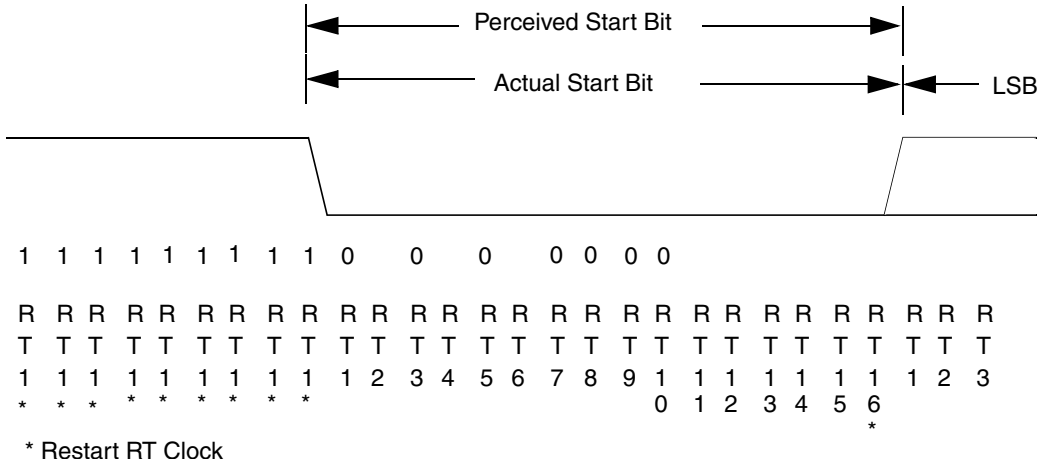 Perceived Start Bit
Actual Start Bit LSB
1 1 1 1 1 1 1 1 1 0 0 0 0 0 0 0
R R R R R R R R R R R R R R R R R R R R R R R R R R R R
T T T T T T T T T T T T T T T T T T T T T T T T T T T T
1 1 1 1 1 1 1 1 1 1 2 3 4 5 6 7 8 9 1 1 1 1 1 1 1 1 2 3
* * * * * * * * * 0 1 2 3 4 5 6
*
* Restart RT Clock